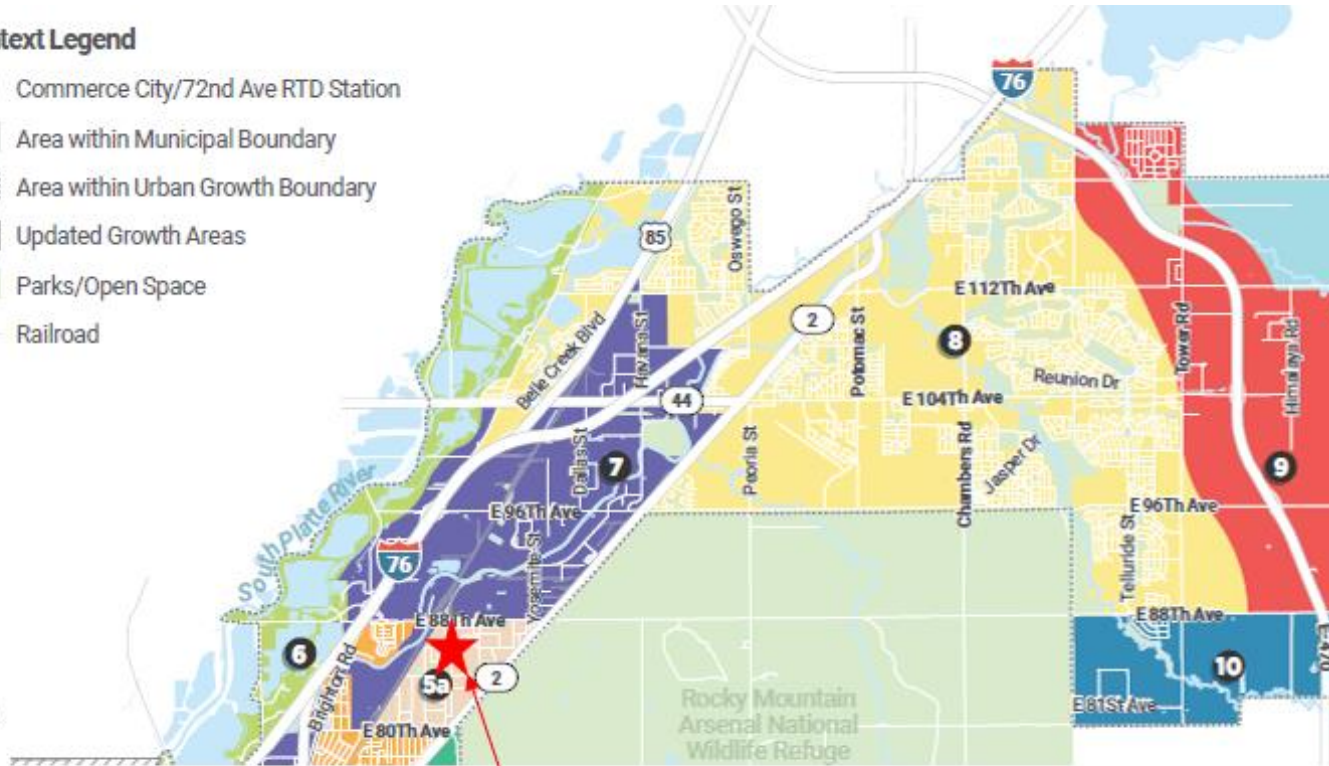 text Legend
Commerce City/72nd Ave RTD Station
Area within Municipal Boundary
Area within Urban Growth Boundary
Updated Growth Areas
Parks/Open Space
Railroad
76
85
Oswego St
E 112Th Ave
2
Havana St
Belle Creek Blvd
Potomac St
8
Tower Rd
Himalaya Rd
Reunion Dr
44
E 104Th Ave
Dallas St
7
Peoria St
Chambers Rd
Jasper Dr
9
South Platte River
E 96Th Ave
E 96Th Ave
76
Yosemite St
Telluride St
E 88Th Ave
E 88Th Ave
6
Brighton Rd
5a
2
E-470
10
Rocky Mountain
Arsenal National
Wildlife Refuge
E 81St Ave
E 80Th Ave